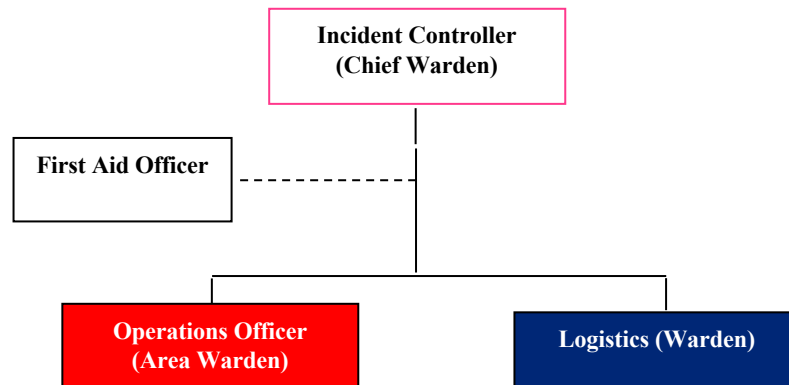 Incident Controller
(Chief Warden)
First Aid Officer
Operations Officer
(Area Warden)
Logistics (Warden)